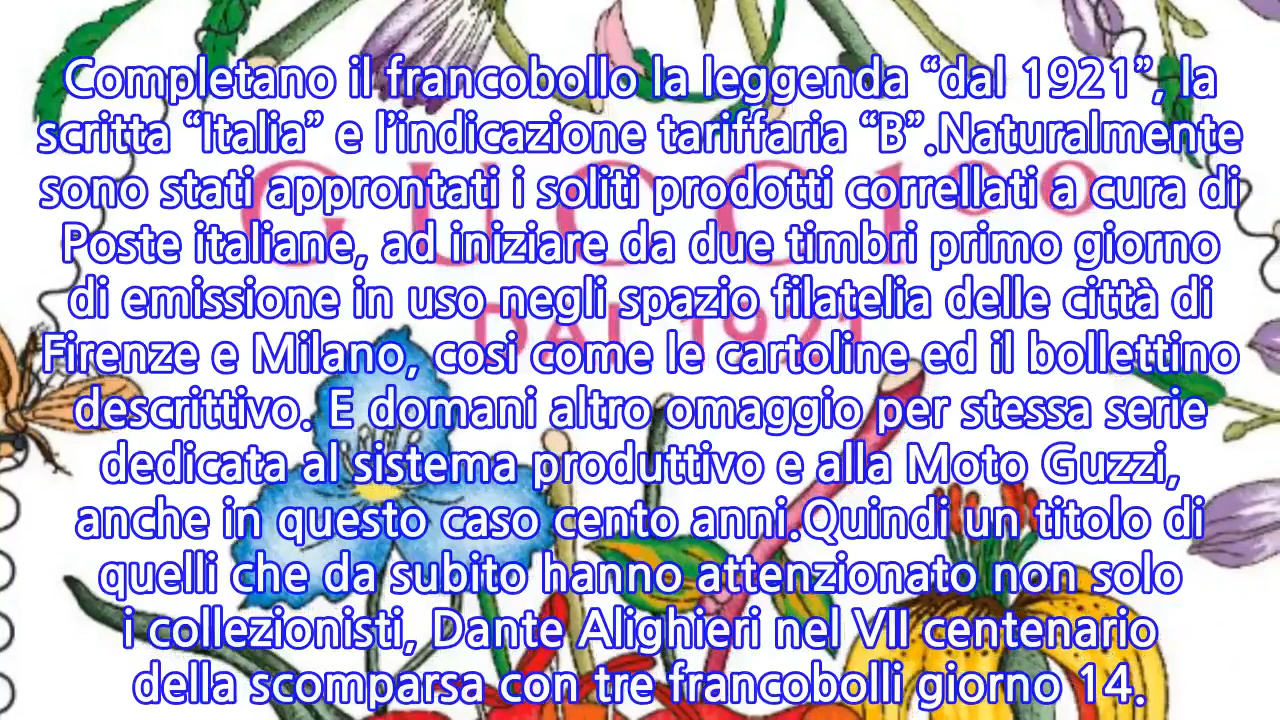 Completano il francobollo la leggenda “dal 1921”, la
scritta “Italia” e l’indicazione tariffaria “B”.Naturalmente
sono stati approntati i soliti prodotti correllati a cura di
Poste italiane, ad iniziare da due timbri primo giorno
di emissione in uso negli spazio filatelia delle città di
Firenze e Milano, cosi come le cartoline ed il bollettino
descrittivo. E domani altro omaggio per stessa serie
dedicata al sistema produttivo e alla Moto Guzzi,
anche in questo caso cento anni.Quindi un titolo di
quelli che da subito hanno attenzionato non solo
i collezionisti, Dante Alighieri nel VII centenario
della scomparsa con tre francobolli giorno 14.
GUCCI 100
DAL 1921